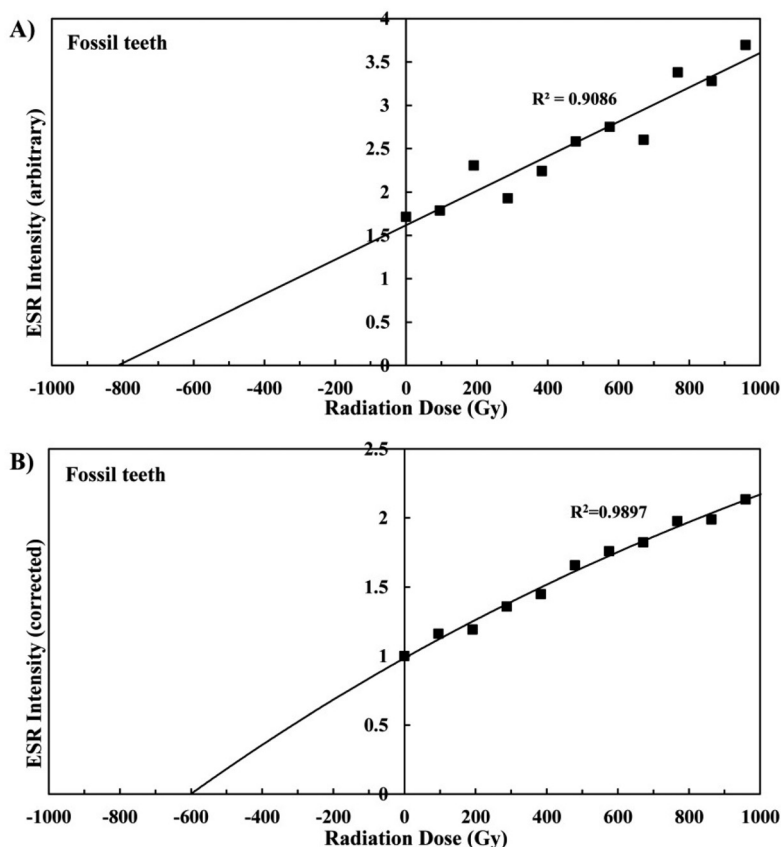 A)
Fossil teeth
R² = 0.9086
ESR Intensity (arbitrary)
4
3.5
3
2.5
2
1.5
1
0.5
0
-1000 -800 -600 -400 -200 0 200 400 600 800 1000
Radiation Dose (Gy)
B)
Fossil teeth
R²=0.9897
ESR Intensity (corrected)
2.5
2
1.5
1
0.5
0
-1000 -800 -600 -400 -200 0 200 400 600 800 1000
Radiation Dose (Gy)